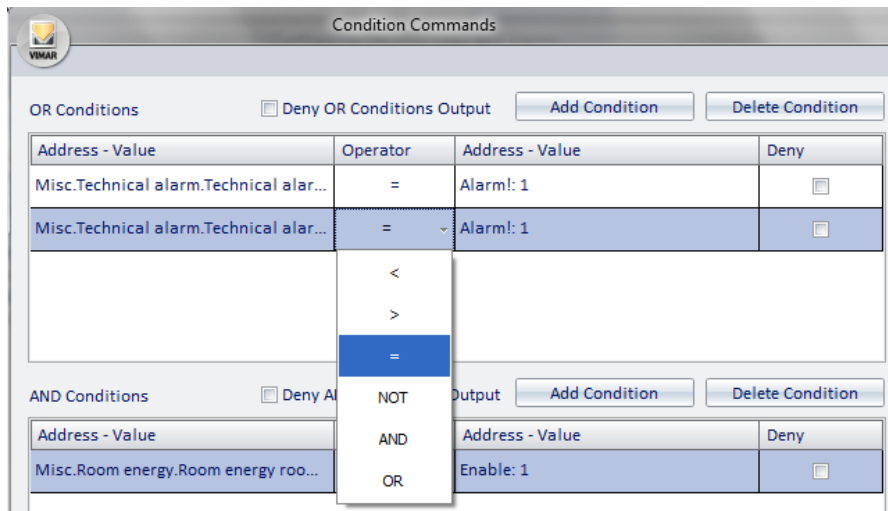 Condition Commands
VIMAR
OR Conditions Deny OR Conditions Output Add Condition Delete Condition
Address - Value Operator Address - Value Deny
Misc.Technical alarm.Technical alar... = Alarm!: 1
Misc.Technical alarm.Technical alar... = Alarm!: 1
<
>
=
AND Conditions Deny Output Add Condition Delete Condition
NOT
Address - Value Address - Value Deny
AND
Misc.Room energy.Room energy roo... Enable: 1
OR